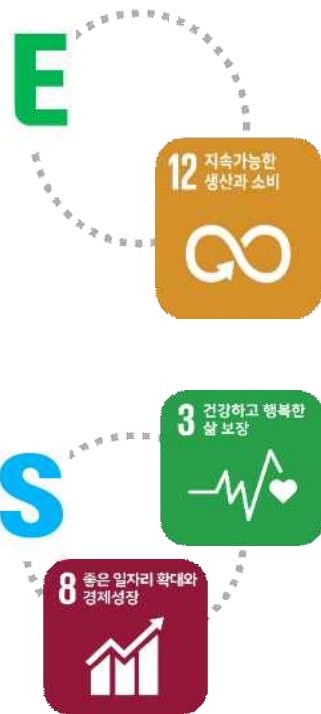 E
12 지속가능한
생산과 소비
3 건강하고 행복한
삶 보장
S
8 좋은 일자리 확대와
경제성장